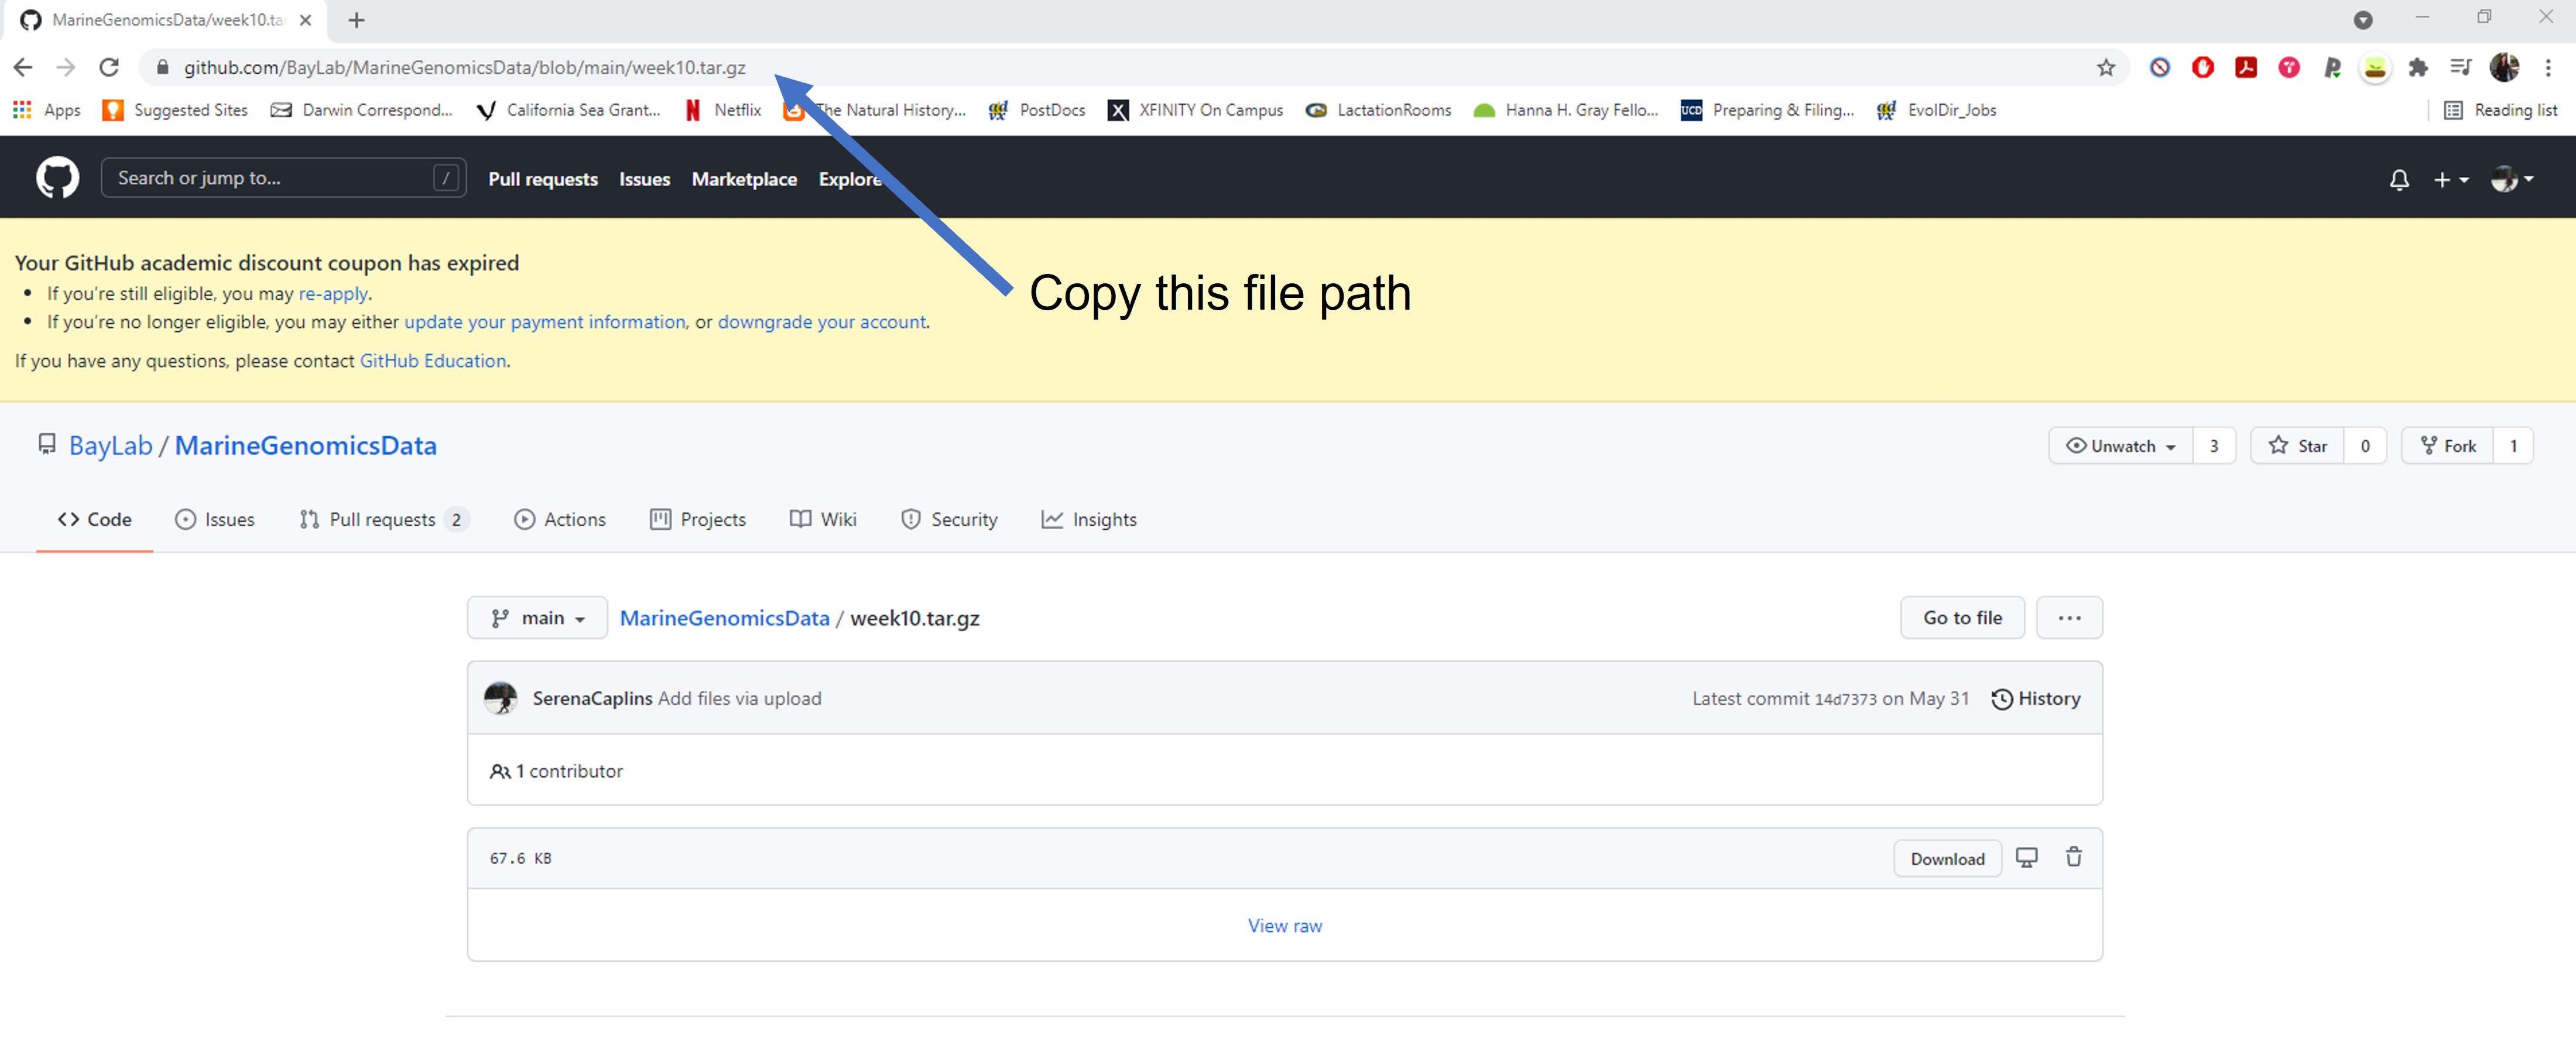 MarineGenomicsData/week10.ta
github.com/BayLab/MarineGenomicsData/blob/main/week10.tar.gz
Apps Suggested Sites Darwin Correspond... California Sea Grant... Netflix The Natural History... PostDocs XFINITY On Campus LactationRooms Hanna H. Gray Fello... UCD Preparing & Filing... EvolDir_Jobs Reading list
Search or jump to... / Pull requests Issues Marketplace Explore
Your GitHub academic discount coupon has expired
• If you're still eligible, you may re-apply.
Copy this file path
• If you're no longer eligible, you may either update your payment information, or downgrade your account.
If you have any questions, please contact GitHub Education.
BayLab / MarineGenomicsData Unwatch 3 Star 0 Fork 1
Code Issues Pull requests 2 Actions Projects Wiki Security Insights
main MarineGenomicsData / week10.tar.gz Go to file ...
SerenaCaplins Add files via upload Latest commit 14d7373 on May 31 History
1 contributor
67.6 KB Download
View raw